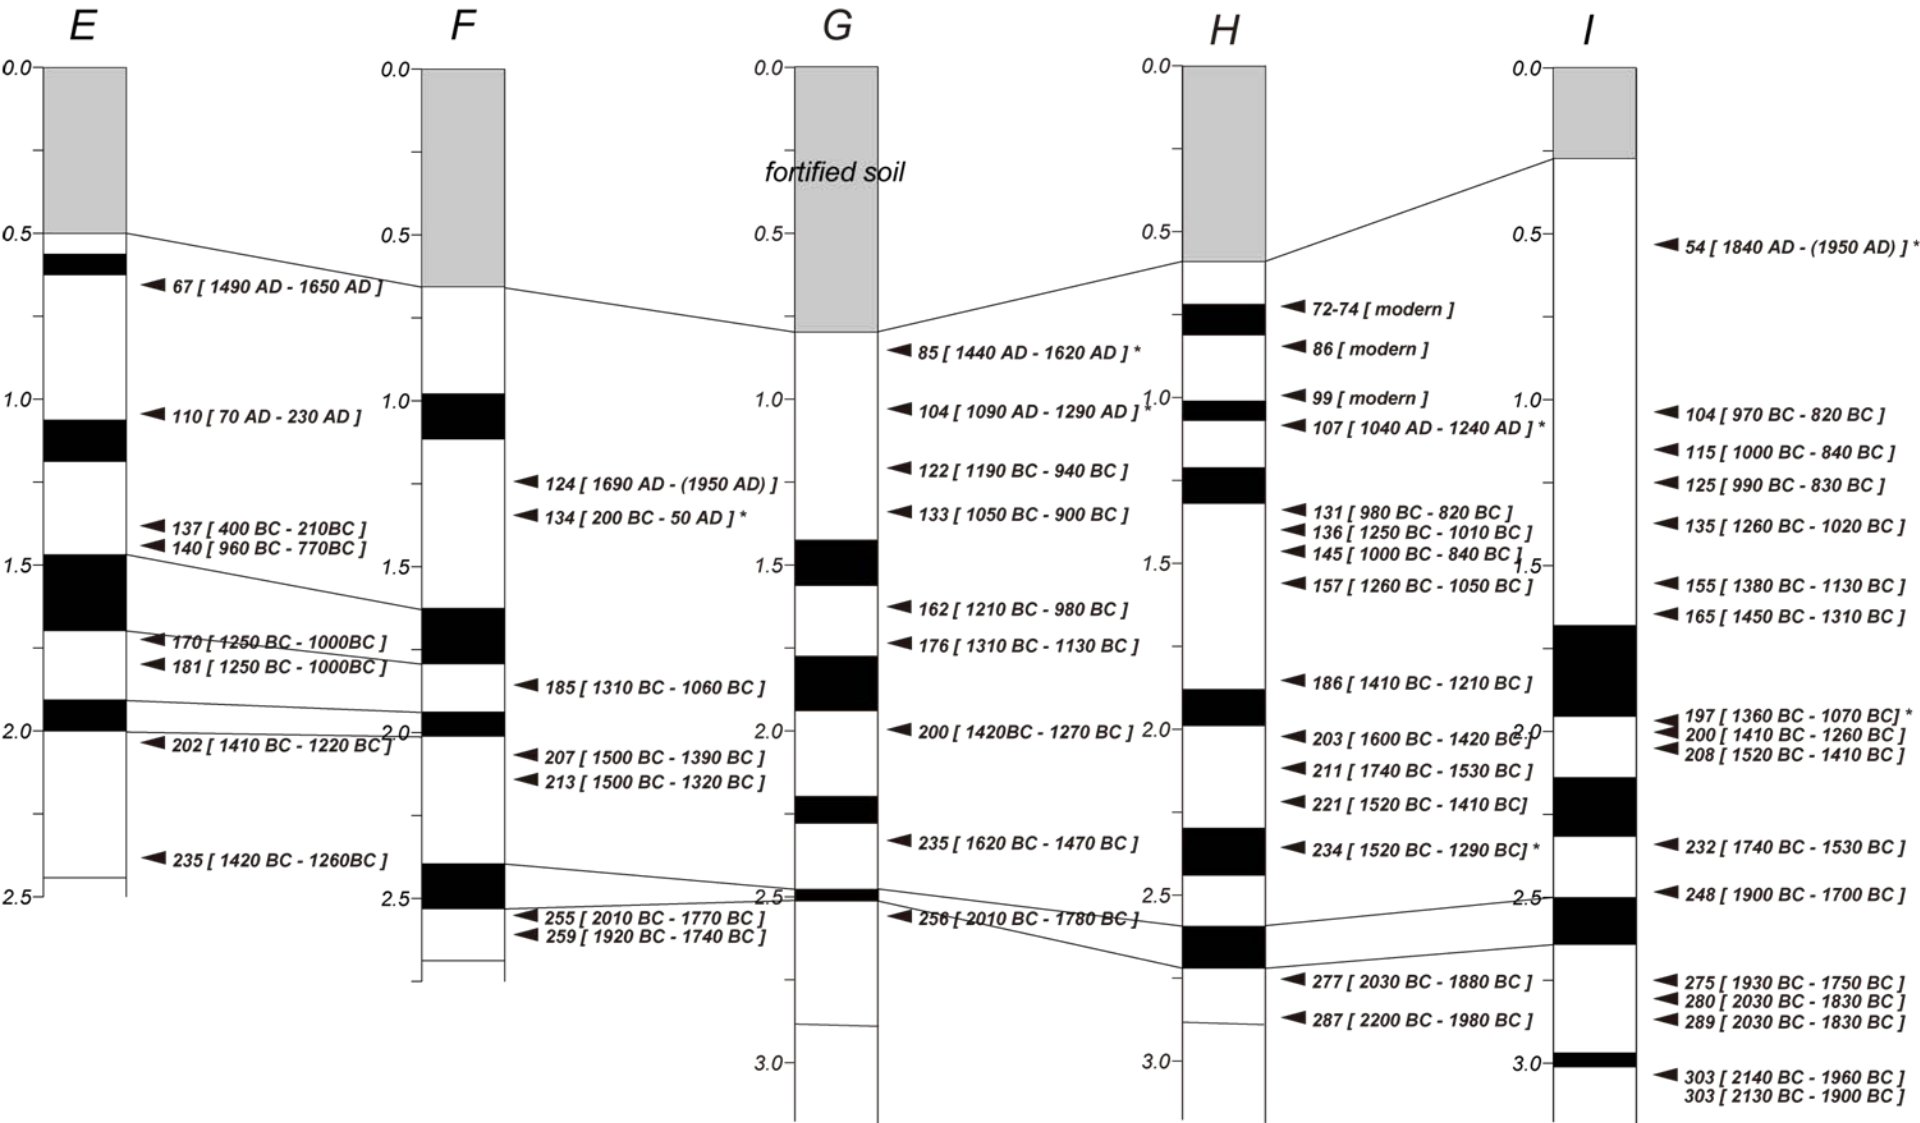 E
F
G
H
I
0.0
0.5
1.0
1.5
2.0
2.5
67 [ 1490 AD - 1650 AD ]
110 [ 70 AD - 230 AD ]
137 [ 400 BC - 210BC ]
140 [ 960 BC - 770BC ]
170 [ 1250 BC - 1000BC ]
181 [ 1250 BC - 1000BC ]
202 [ 1410 BC - 1220 BC ]
235 [ 1420 BC - 1260BC ]
0.0
0.5
1.0
1.5
2.0
2.5
124 [ 1690 AD - (1950 AD) ]
134 [ 200 BC - 50 AD ] *
185 [ 1310 BC - 1060 BC ]
207 [ 1500 BC - 1390 BC ]
213 [ 1500 BC - 1320 BC ]
255 [ 2010 BC - 1770 BC ]
259 [ 1920 BC - 1740 BC ]
0.0
fortified soil
0.5
1.0
1.5
2.0
2.5
3.0
85 [ 1440 AD - 1620 AD ] *
104 [ 1090 AD - 1290 AD ] *
122 [ 1190 BC - 940 BC ]
133 [ 1050 BC - 900 BC ]
162 [ 1210 BC - 980 BC ]
176 [ 1310 BC - 1130 BC ]
200 [ 1420BC - 1270 BC ]
235 [ 1620 BC - 1470 BC ]
256 [ 2010 BC - 1780 BC ]
0.0
0.5
1.0
1.5
2.0
2.5
3.0
72-74 [ modern ]
86 [ modern ]
99 [ modern ]
107 [ 1040 AD - 1240 AD ] *
131 [ 980 BC - 820 BC ]
136 [ 1250 BC - 1010 BC ]
145 [ 1000 BC - 840 BC ]
157 [ 1260 BC - 1050 BC ]
186 [ 1410 BC - 1210 BC ]
203 [ 1600 BC - 1420 BC ]
211 [ 1740 BC - 1530 BC ]
221 [ 1520 BC - 1410 BC]
234 [ 1520 BC - 1290 BC] *
277 [ 2030 BC - 1880 BC ]
287 [ 2200 BC - 1980 BC ]
0.0
0.5
1.0
1.5
2.0
2.5
3.0
54 [ 1840 AD - (1950 AD) ] *
104 [ 970 BC - 820 BC ]
115 [ 1000 BC - 840 BC ]
125 [ 990 BC - 830 BC ]
135 [ 1260 BC - 1020 BC ]
155 [ 1380 BC - 1130 BC ]
165 [ 1450 BC - 1310 BC ]
197 [ 1360 BC - 1070 BC] *
200 [ 1410 BC - 1260 BC ]
208 [ 1520 BC - 1410 BC ]
232 [ 1740 BC - 1530 BC ]
248 [ 1900 BC - 1700 BC ]
275 [ 1930 BC - 1750 BC ]
280 [ 2030 BC - 1830 BC ]
289 [ 2030 BC - 1830 BC ]
303 [ 2140 BC - 1960 BC ]
303 [ 2130 BC - 1900 BC ]